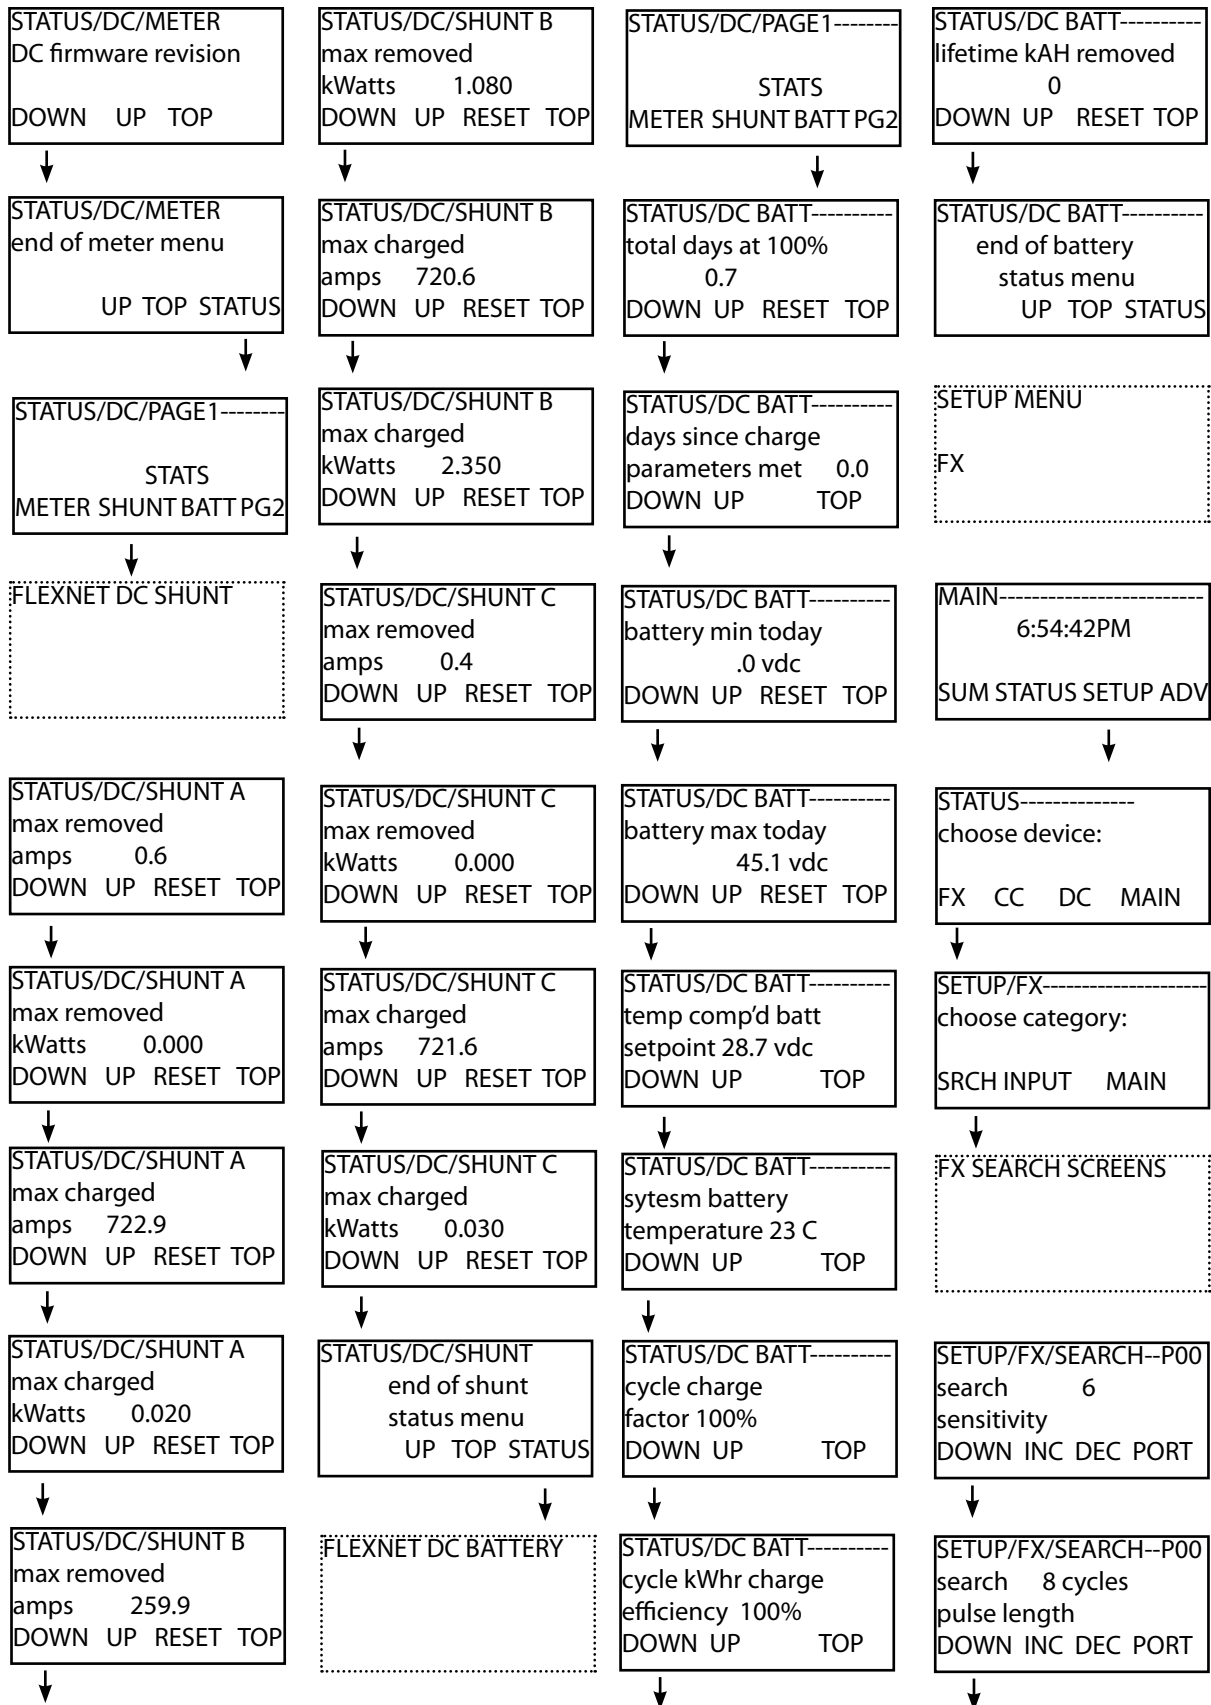 STATUS/DC/METER
DC firmware revision
DOWN UP TOP
STATUS/DC/METER
end of meter menu
UP TOP STATUS
STATUS/DC/PAGE1--------
STATS
METER SHUNT BATT PG2
FLEXNET DC SHUNT
STATUS/DC/SHUNT A
max removed
amps 0.6
DOWN UP RESET TOP
STATUS/DC/SHUNT A
max removed
kWatts 0.000
DOWN UP RESET TOP
STATUS/DC/SHUNT A
max charged
amps 722.9
DOWN UP RESET TOP
STATUS/DC/SHUNT A
max charged
kWatts 0.020
DOWN UP RESET TOP
STATUS/DC/SHUNT B
max removed
amps 259.9
DOWN UP RESET TOP
STATUS/DC/SHUNT B
max removed
kWatts 1.080
DOWN UP RESET TOP
STATUS/DC/SHUNT B
max charged
amps 720.6
DOWN UP RESET TOP
STATUS/DC/SHUNT B
max charged
kWatts 2.350
DOWN UP RESET TOP
STATUS/DC/SHUNT C
max removed
amps 0.4
DOWN UP RESET TOP
STATUS/DC/SHUNT C
max removed
kWatts 0.000
DOWN UP RESET TOP
STATUS/DC/SHUNT C
max charged
amps 721.6
DOWN UP RESET TOP
STATUS/DC/SHUNT C
max charged
kWatts 0.030
DOWN UP RESET TOP
STATUS/DC/SHUNT
end of shunt
status menu
UP TOP STATUS
FLEXNET DC BATTERY
STATUS/DC/PAGE1--------
STATS
METER SHUNT BATT PG2
STATUS/DC BATT----------
total days at 100%
0.7
DOWN UP RESET TOP
STATUS/DC BATT----------
days since charge
parameters met 0.0
DOWN UP TOP
STATUS/DC BATT----------
battery min today
.0 vdc
DOWN UP RESET TOP
STATUS/DC BATT----------
battery max today
45.1 vdc
DOWN UP RESET TOP
STATUS/DC BATT----------
temp comp’d batt
setpoint 28.7 vdc
DOWN UP TOP
STATUS/DC BATT----------
sytesm battery
temperature 23 C
DOWN UP TOP
STATUS/DC BATT----------
cycle charge
factor 100%
DOWN UP TOP
STATUS/DC BATT----------
cycle kWhr charge
efficiency 100%
DOWN UP TOP
STATUS/DC BATT----------
lifetime kAH removed
0
DOWN UP RESET TOP
STATUS/DC BATT----------
end of battery
status menu
UP TOP STATUS
SETUP MENU
FX
MAIN-------------------------
6:54:42PM
SUM STATUS SETUP ADV
STATUS--------------
choose device:
FX CC DC MAIN
SETUP/FX---------------------
choose category:
SRCH INPUT MAIN
FX SEARCH SCREENS
SETUP/FX/SEARCH--P00
search 6
sensitivity
DOWN INC DEC PORT
SETUP/FX/SEARCH--P00
search 8 cycles
pulse length
DOWN INC DEC PORT